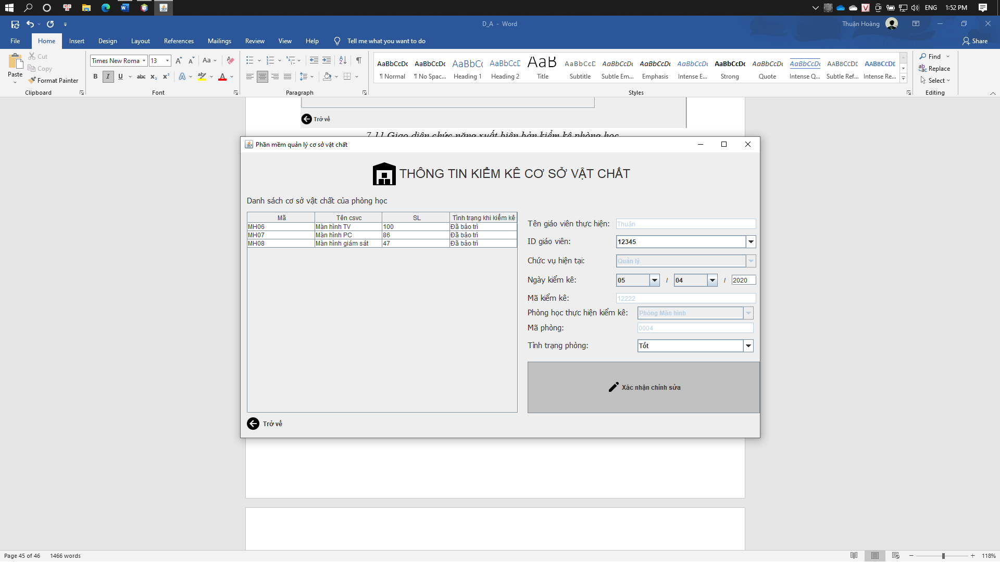 ENG 1:52 PM
D_A - Word
Thuận Hoàng
File Home Insert Design Layout References Mailings Review View Help Tell me what you want to do Share
Paste
Cut
Copy
Format Painter
Clipboard
Times New Roma 13
Font
Paragraph
AaBbCcDc AaBbCcDc AaBbCc AaBbCcD AaB AaBbCcD AaBbCcDc AaBbCcDc AaBbCcDc AaBbCcDc AaBbCcDc AaBbCcDc AABBCCDE AABBCCDE
¶ Normal ¶ No Spac... Heading 1 Heading 2 Title Subtitle Subtle Em... Emphasis Intense E... Strong Quote Intense Q... Subtle Ref... Intense Re...
Styles
Find
Replace
Select
Editing
Trở về
7.11 Giao diện chức năng xuất biên bản kiểm kê phòng học
Phần mềm quản lý cơ sở vật chất
THÔNG TIN KIỂM KÊ CƠ SỞ VẬT CHẤT
Danh sách cơ sở vật chất của phòng học
Mã Tên csvc SL Tình trạng khi kiểm kê
MH06 Màn hình TV 100 Đã bảo trì
MH07 Màn hình PC 86 Đã bảo trì
MH08 Màn hình giám sát 47 Đã bảo trì
Tên giáo viên thực hiện: Thuận
ID giáo viên: 12345
Chức vụ hiện tại: Quản lý
Ngày kiểm kê: 05 / 04 / 2020
Mã kiểm kê: 12222
Phòng học thực hiện kiểm kê: Phòng Màn hình
Mã phòng: 0004
Tình trạng phòng: Tốt
Xác nhận chỉnh sửa
Trở về
Page 45 of 46 1466 words
118%